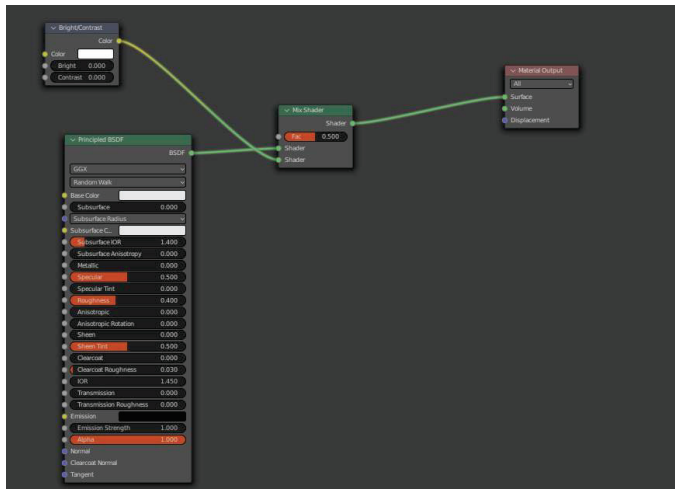 Bright/Contrast
Color
Color
Bright 0.000
Contrast 0.000
Material Output
All
Surface
Volume
Displacement
Mix Shader
Shader
Fac 0.500
Shader
Shader
Principled BSDF
BSDF
GGX
Random Walk
Base Color
Subsurface 0.000
Subsurface Radius
Subsurface C...
Subsurface IOR 1.400
Subsurface Anisotropy 0.000
Metallic 0.000
Specular 0.500
Specular Tint 0.000
Roughness 0.400
Anisotropic 0.000
Anisotropic Rotation 0.000
Sheen 0.000
Sheen Tint 0.500
Clearcoat 0.000
Clearcoat Roughness 0.030
IOR 1.450
Transmission 0.000
Transmission Roughness 0.000
Emission
Emission Strength 1.000
Alpha 1.000
Normal
Clearcoat Normal
Tangent